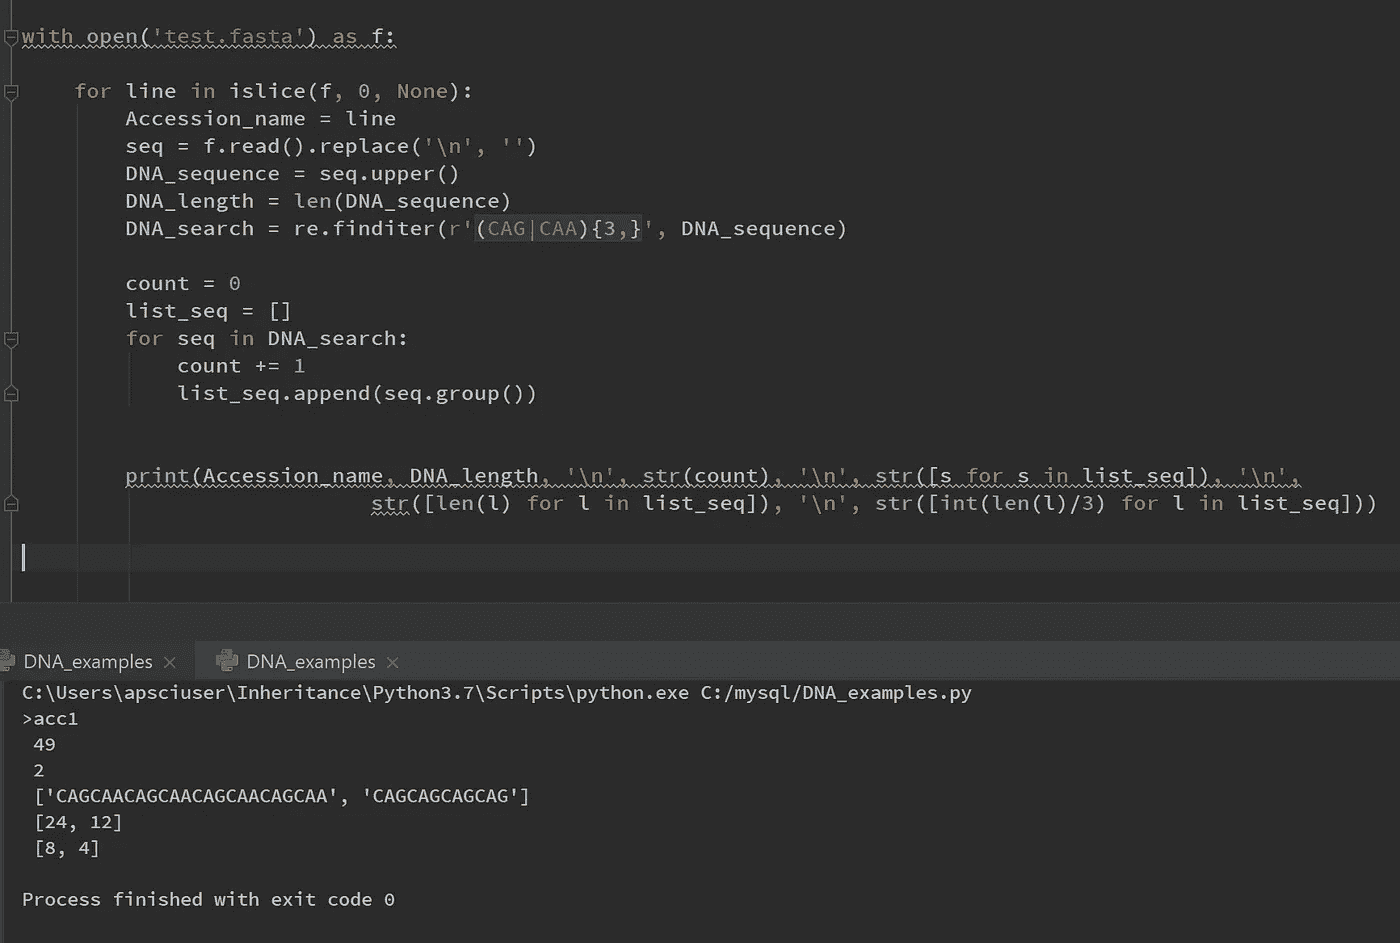 with open('test.fasta') as f:
for line in islice(f, 0, None):
Accession_name = line
seq = f.read().replace('\n', '')
DNA_sequence = seq.upper()
DNA_length = len(DNA_sequence)
DNA_search = re.finditer(r'(CAG|CAA){3,}', DNA_sequence)
count = 0
list_seq = []
for seq in DNA_search:
count += 1
list_seq.append(seq.group())
print(Accession_name, DNA_length, '\n', str(count), '\n', str([s for s in list_seq]), '\n',
str([len(l) for l in list_seq]), '\n', str([int(len(l)/3) for l in list_seq]))
DNA_examples × DNA_examples ×
C:\Users\apsciuser\Inheritance\Python3.7\Scripts\python.exe C:/mysql/DNA_examples.py
>acc1
49
2
['CAGCAACAGCAACAGCAACAGCAA', 'CAGCAGCAGCAG']
[24, 12]
[8, 4]
Process finished with exit code 0